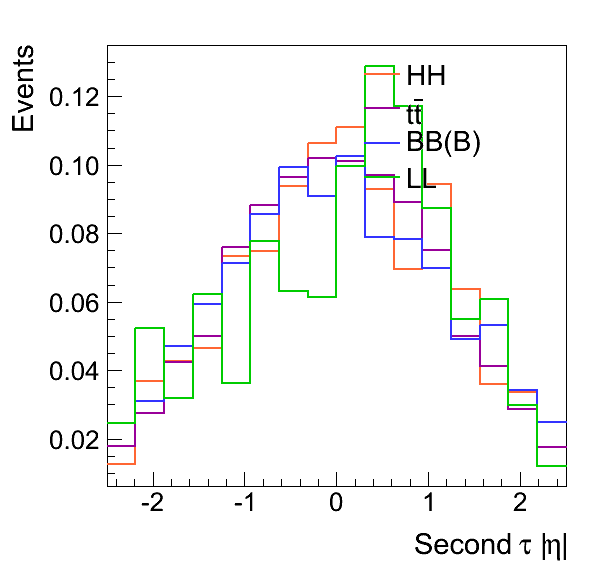 Events
0.12
0.10
0.08
0.06
0.04
0.02
HH
tt̄
BB(B)
LL
-2 -1 0 1 2
Second τ |η|